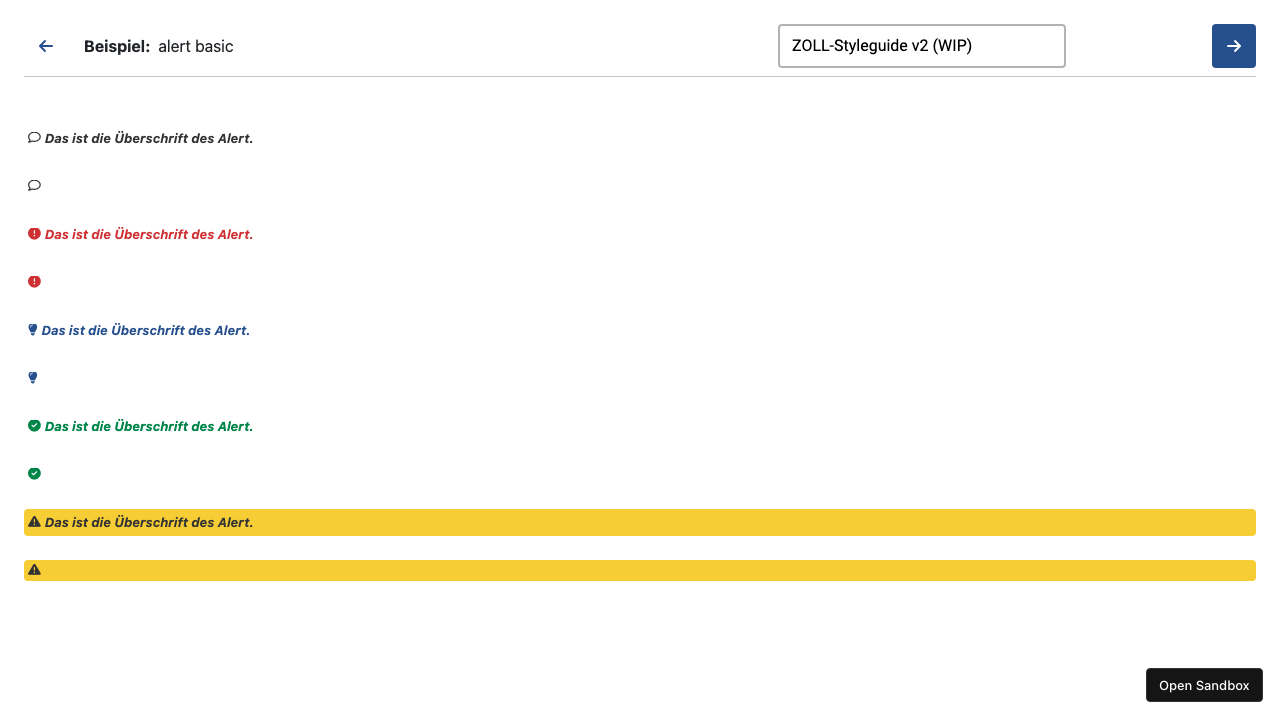 Beispiel: alert basic
ZOLL-Styleguide v2 (WIP)
Das ist die Überschrift des Alert.
Das ist die Überschrift des Alert.
Das ist die Überschrift des Alert.
Das ist die Überschrift des Alert.
Das ist die Überschrift des Alert.
Open Sandbox